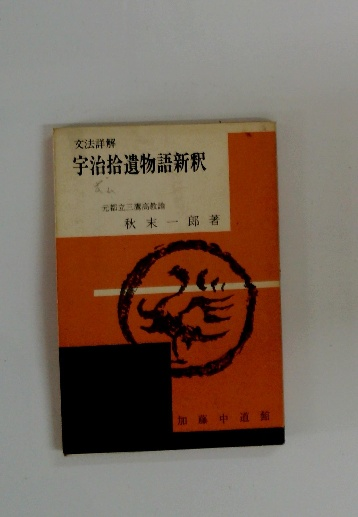 文法詳解
宇治拾遺物語新釈
元都立三鷹高教諭
秋末一郎著
加藤中道館